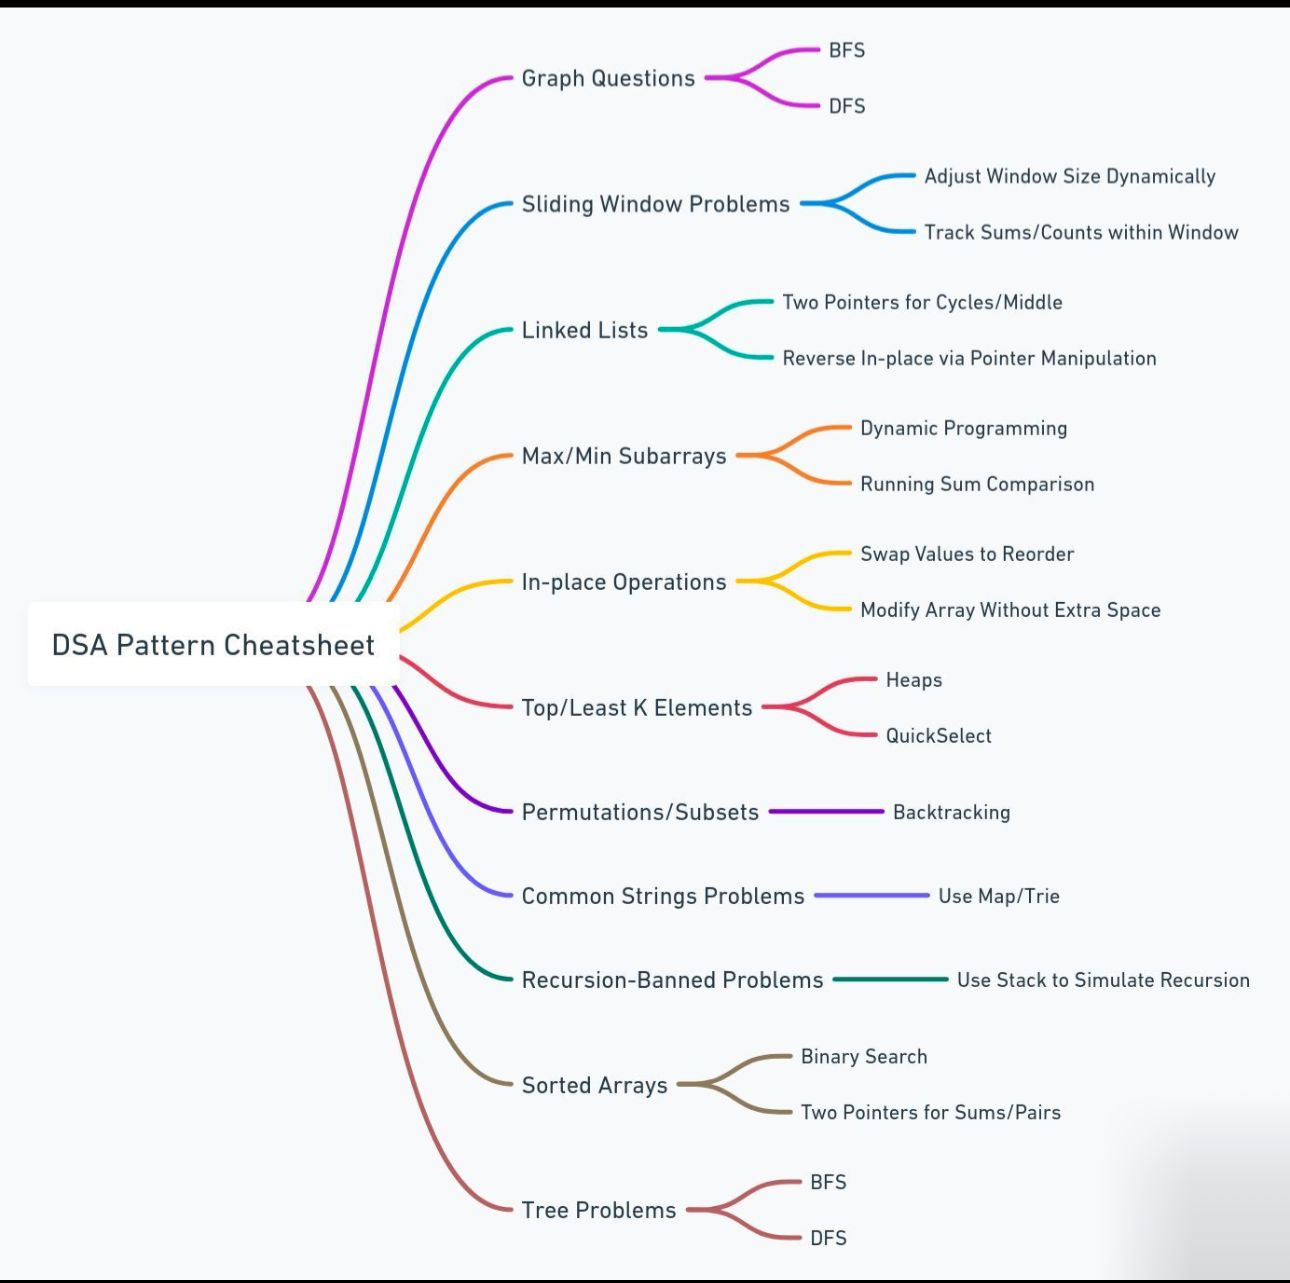 DSA Pattern Cheatsheet
Graph Questions
BFS
DFS
Sliding Window Problems
Adjust Window Size Dynamically
Track Sums/Counts within Window
Linked Lists
Two Pointers for Cycles/Middle
Reverse In-place via Pointer Manipulation
Max/Min Subarrays
Dynamic Programming
Running Sum Comparison
In-place Operations
Swap Values to Reorder
Modify Array Without Extra Space
Top/Least K Elements
Heaps
QuickSelect
Permutations/Subsets
Backtracking
Common Strings Problems
Use Map/Trie
Recursion-Banned Problems
Use Stack to Simulate Recursion
Sorted Arrays
Binary Search
Two Pointers for Sums/Pairs
Tree Problems
BFS
DFS